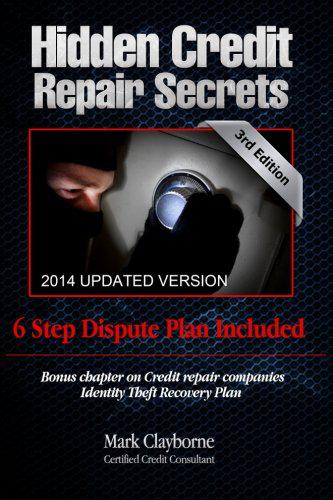 Hidden Credit
Repair Secrets
3rd Edition
2014 UPDATED VERSION
6 Step Dispute Plan Included
Bonus chapter on Credit repair companies
Identity Theft Recovery Plan
Mark Clayborne
Certified Credit Consultant